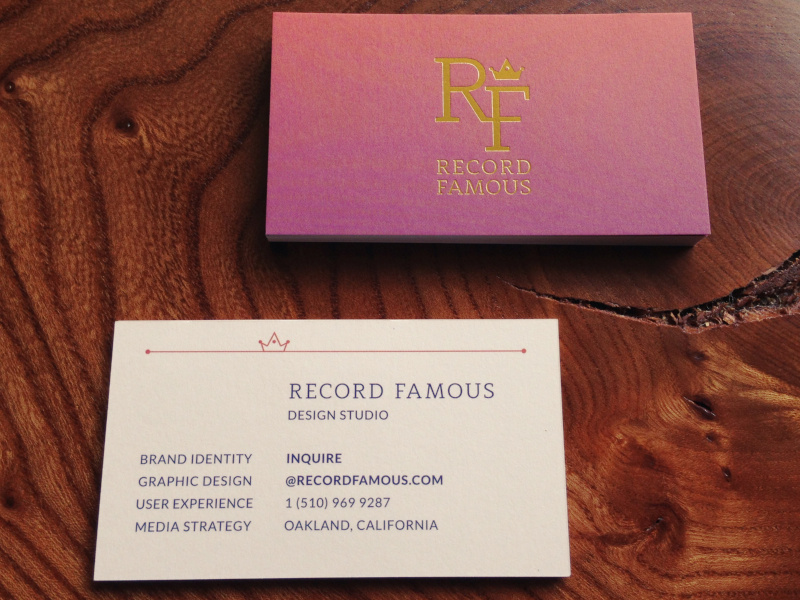 RF
RECORD
FAMOUS
RECORD FAMOUS
DESIGN STUDIO
BRAND IDENTITY INQUIRE
GRAPHIC DESIGN @RECORDFAMOUS.COM
USER EXPERIENCE 1 (510) 969 9287
MEDIA STRATEGY OAKLAND, CALIFORNIA